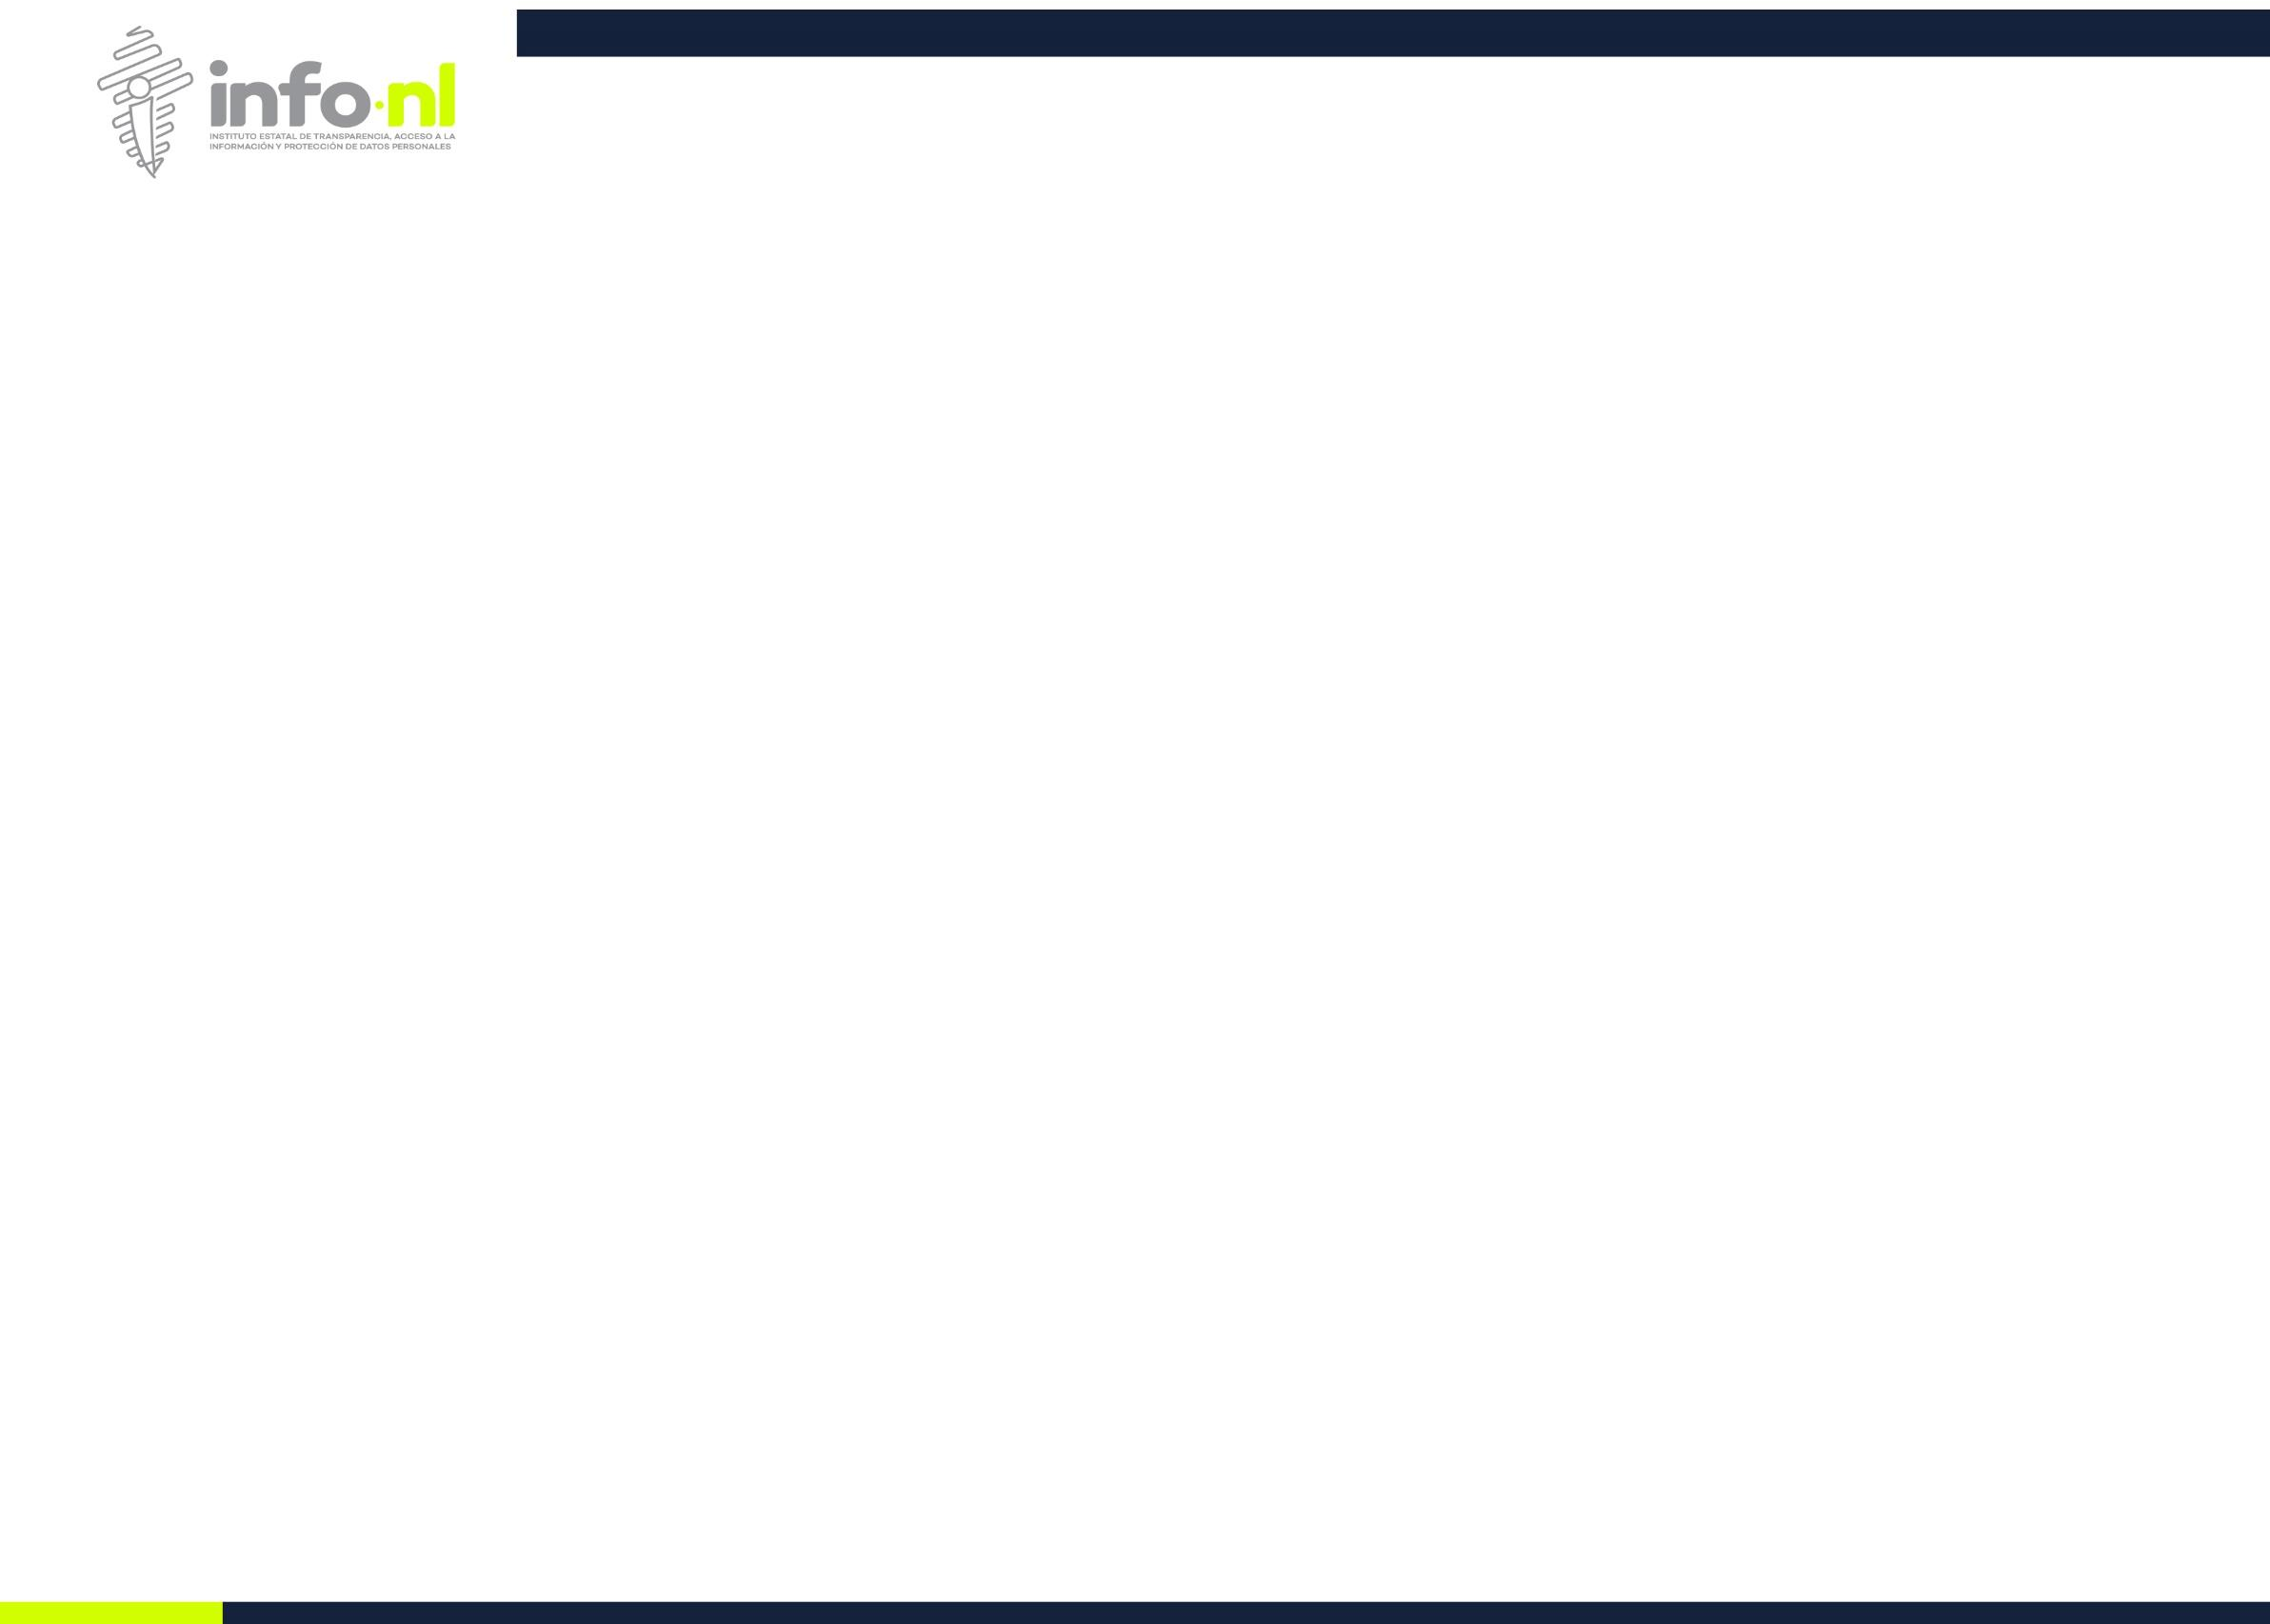 info·nl
INSTITUTO ESTATAL DE TRANSPARENCIA, ACCESO A LA
INFORMACIÓN Y PROTECCIÓN DE DATOS PERSONALES